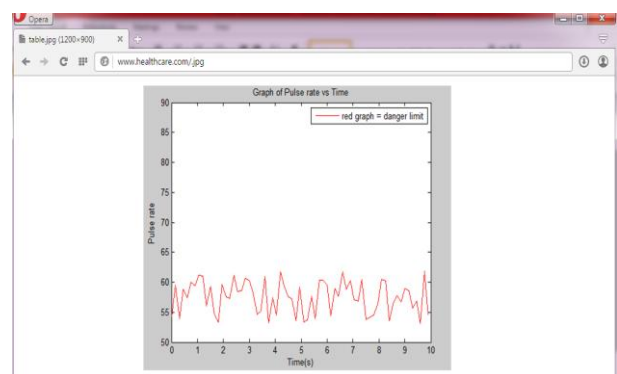 Opera
table.jpg (1200×900)
www.healthcare.com/.jpg
Graph of Pulse rate vs Time
red graph = danger limit
90
85
80
75
70
65
60
55
50
Pulse rate
0 1 2 3 4 5 6 7 8 9 10
Time(s)